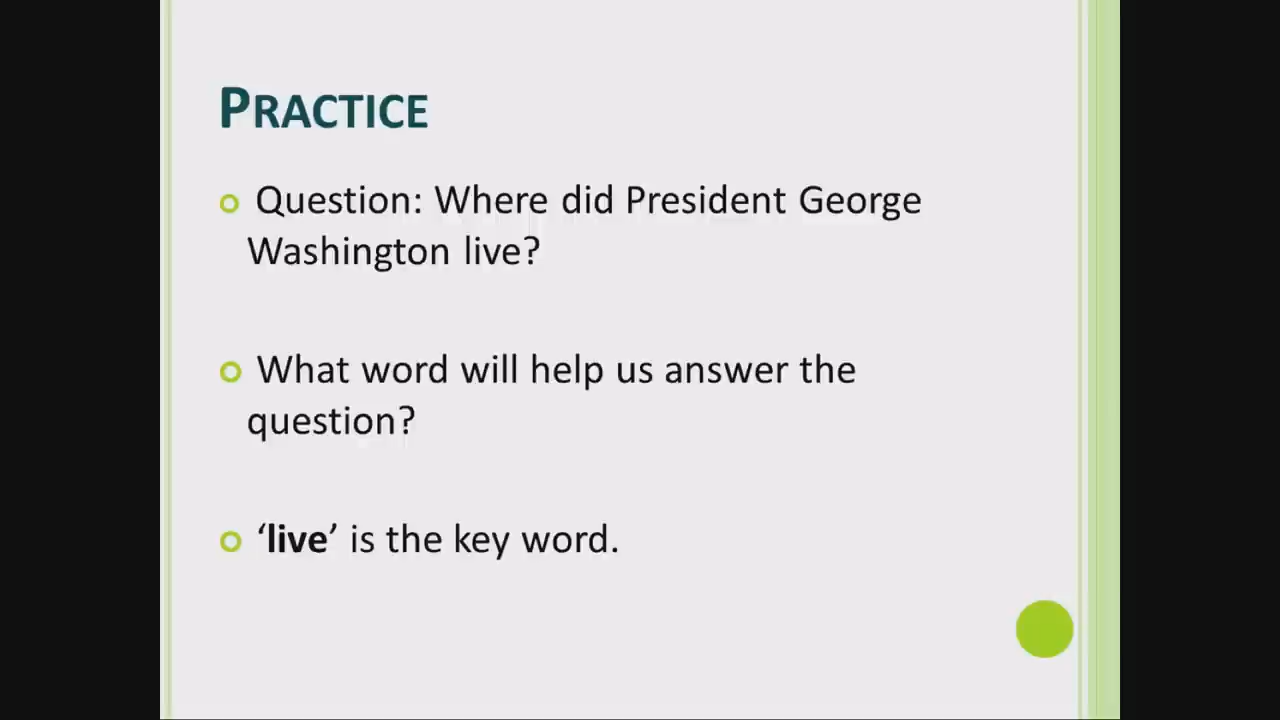 PRACTICE
Question: Where did President George
Washington live?
What word will help us answer the
question?
‘live’ is the key word.